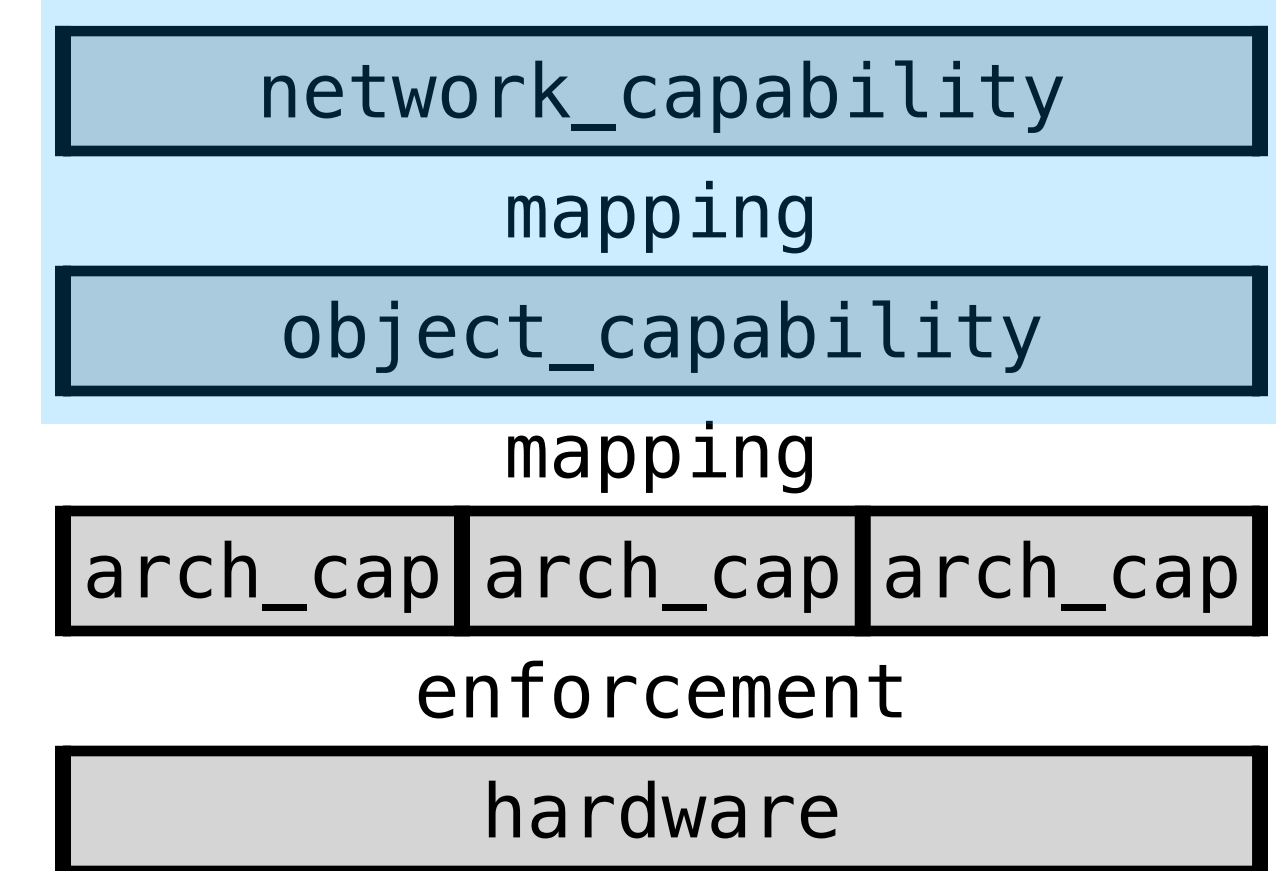 network_capability
mapping
object_capability
mapping
arch_cap arch_cap arch_cap
enforcement
hardware